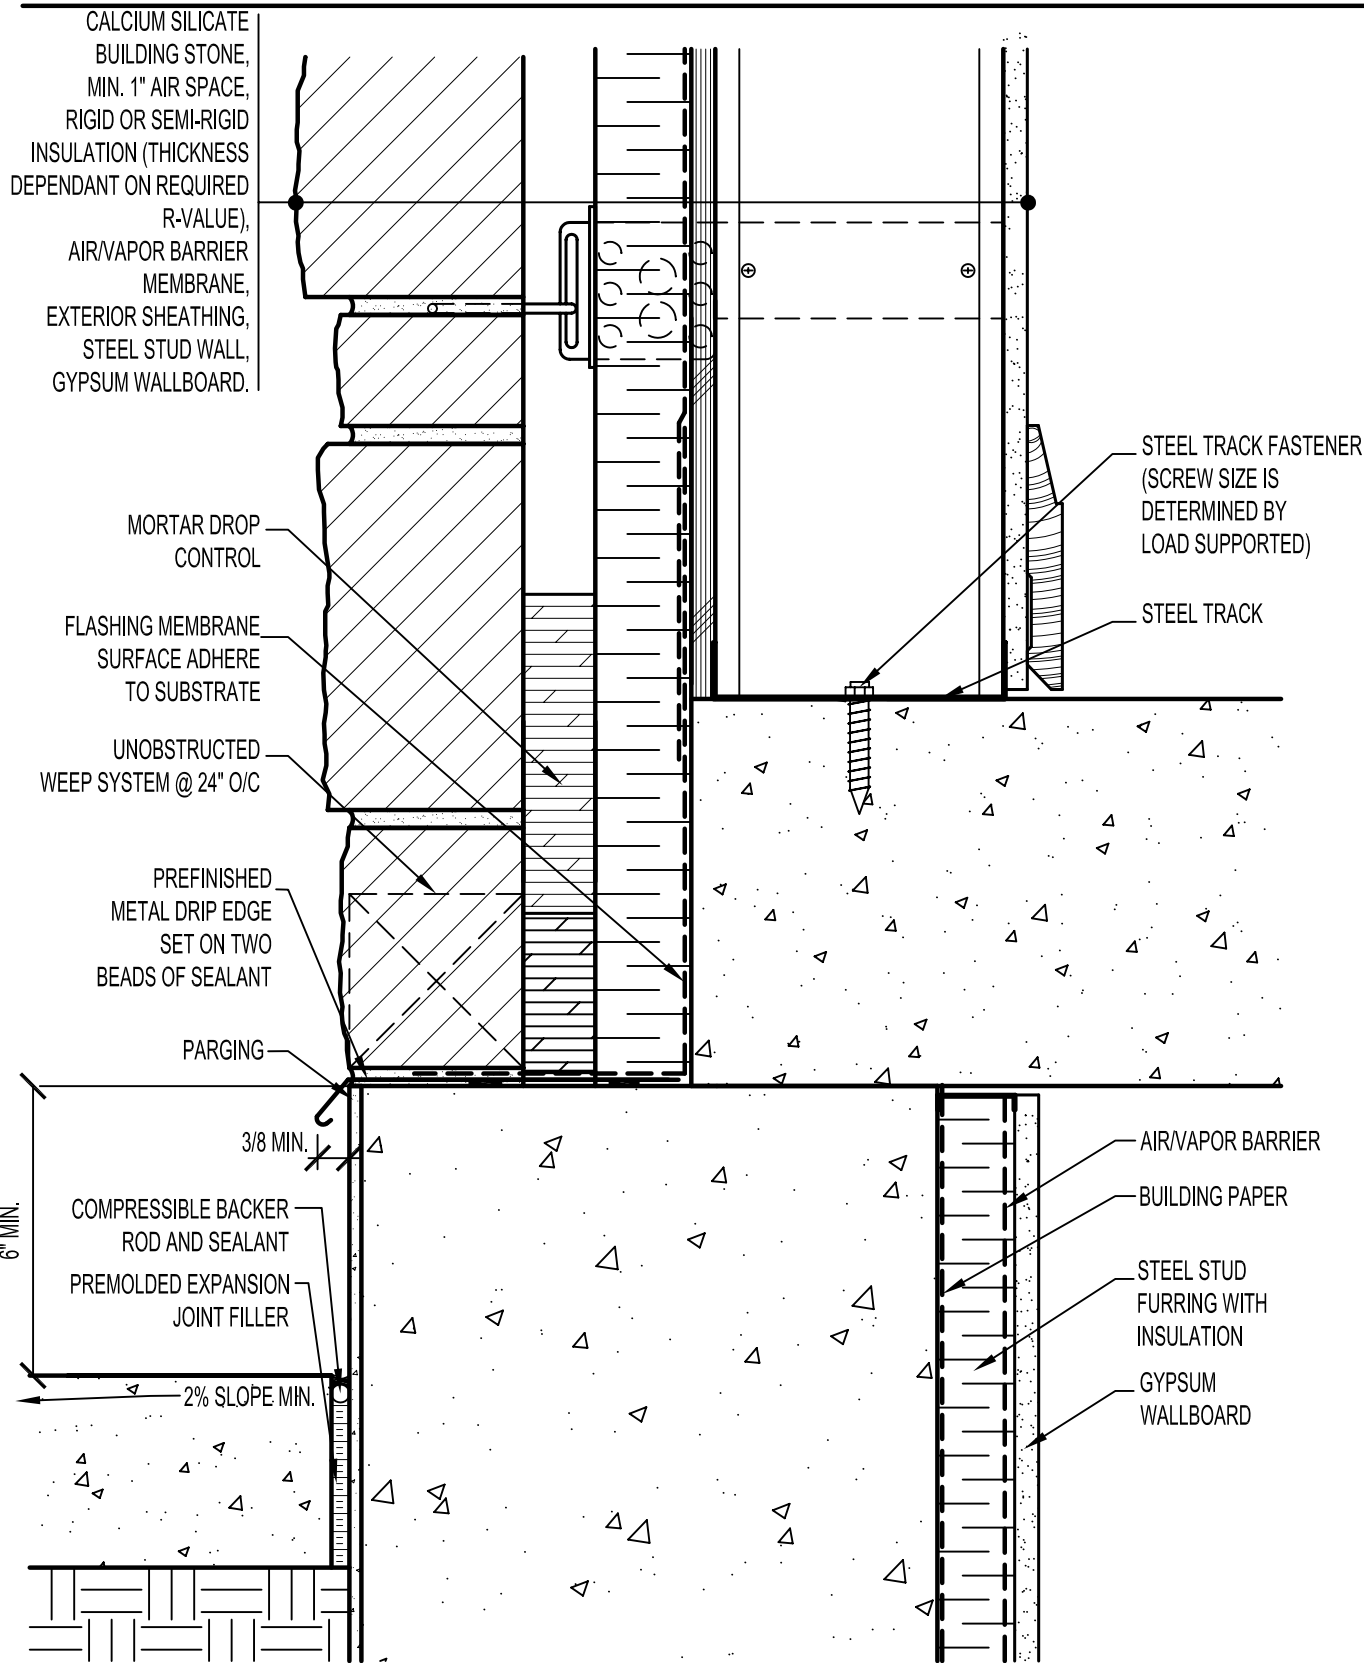 CALCIUM SILICATE
BUILDING STONE,
MIN. 1" AIR SPACE,
RIGID OR SEMI-RIGID
INSULATION (THICKNESS
DEPENDANT ON REQUIRED
R-VALUE),
AIR/VAPOR BARRIER
MEMBRANE,
EXTERIOR SHEATHING,
STEEL STUD WALL,
GYPSUM WALLBOARD.
MORTAR DROP
CONTROL
FLASHING MEMBRANE
SURFACE ADHERE
TO SUBSTRATE
UNOBSTRUCTED
WEEP SYSTEM @ 24" O/C
PREFINISHED
METAL DRIP EDGE
SET ON TWO
BEADS OF SEALANT
PARGING
3/8 MIN.
6" MIN.
COMPRESSIBLE BACKER
ROD AND SEALANT
PREMOLDED EXPANSION
JOINT FILLER
2% SLOPE MIN.
STEEL TRACK FASTENER
(SCREW SIZE IS
DETERMINED BY
LOAD SUPPORTED)
STEEL TRACK
AIR/VAPOR BARRIER
BUILDING PAPER
STEEL STUD
FURRING WITH
INSULATION
GYPSUM
WALLBOARD